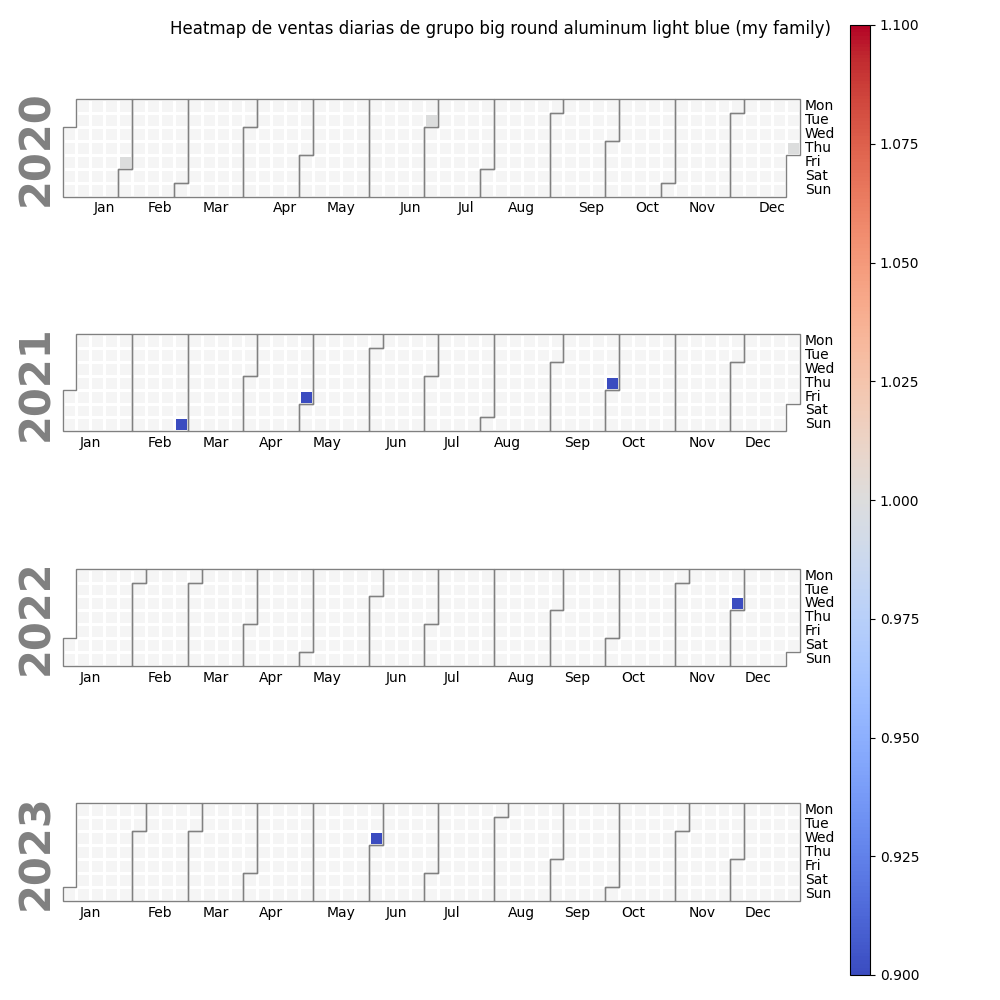 Heatmap de ventas diarias de grupo big round aluminum light blue (my family)
2020
Mon
Tue
Wed
Thu
Fri
Sat
Sun
Jan Feb Mar Apr May Jun Jul Aug Sep Oct Nov Dec
2021
Mon
Tue
Wed
Thu
Fri
Sat
Sun
Jan Feb Mar Apr May Jun Jul Aug Sep Oct Nov Dec
2022
Mon
Tue
Wed
Thu
Fri
Sat
Sun
Jan Feb Mar Apr May Jun Jul Aug Sep Oct Nov Dec
2023
Mon
Tue
Wed
Thu
Fri
Sat
Sun
Jan Feb Mar Apr May Jun Jul Aug Sep Oct Nov Dec
1.100
1.075
1.050
1.025
1.000
0.975
0.950
0.925
0.900